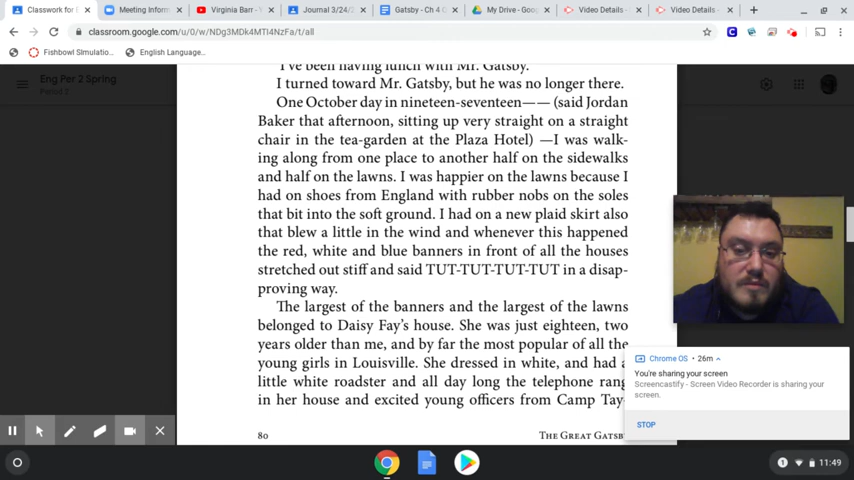 Classwork for E
Meeting Inform
Virginia Barr - V
Journal 3/24/2
Gatsby - Ch 4 C
My Drive - Goo
Video Details -
Video Details -
classroom.google.com/u/0/w/NDg3MDk4MTI4NzFa/t/all
Fishbowl SImulatio...
English Language...
Eng Per 2 Spring
Period 2
"I've been having lunch with Mr. Gatsby."
I turned toward Mr. Gatsby, but he was no longer there.
One October day in nineteen-seventeen—— (said Jordan
Baker that afternoon, sitting up very straight on a straight
chair in the tea-garden at the Plaza Hotel) —I was walk-
ing along from one place to another half on the sidewalks
and half on the lawns. I was happier on the lawns because I
had on shoes from England with rubber nobs on the soles
that bit into the soft ground. I had on a new plaid skirt also
that blew a little in the wind and whenever this happened
the red, white and blue banners in front of all the houses
stretched out stiff and said TUT-TUT-TUT-TUT in a disap-
proving way.
The largest of the banners and the largest of the lawns
belonged to Daisy Fay's house. She was just eighteen, two
years older than me, and by far the most popular of all the
young girls in Louisville. She dressed in white, and had a
little white roadster and all day long the telephone rang
in her house and excited young officers from Camp Tay-
80
The Great Gatsby
Chrome OS • 26m
You're sharing your screen
Screencastify - Screen Video Recorder is sharing your
screen.
STOP
1
11:49